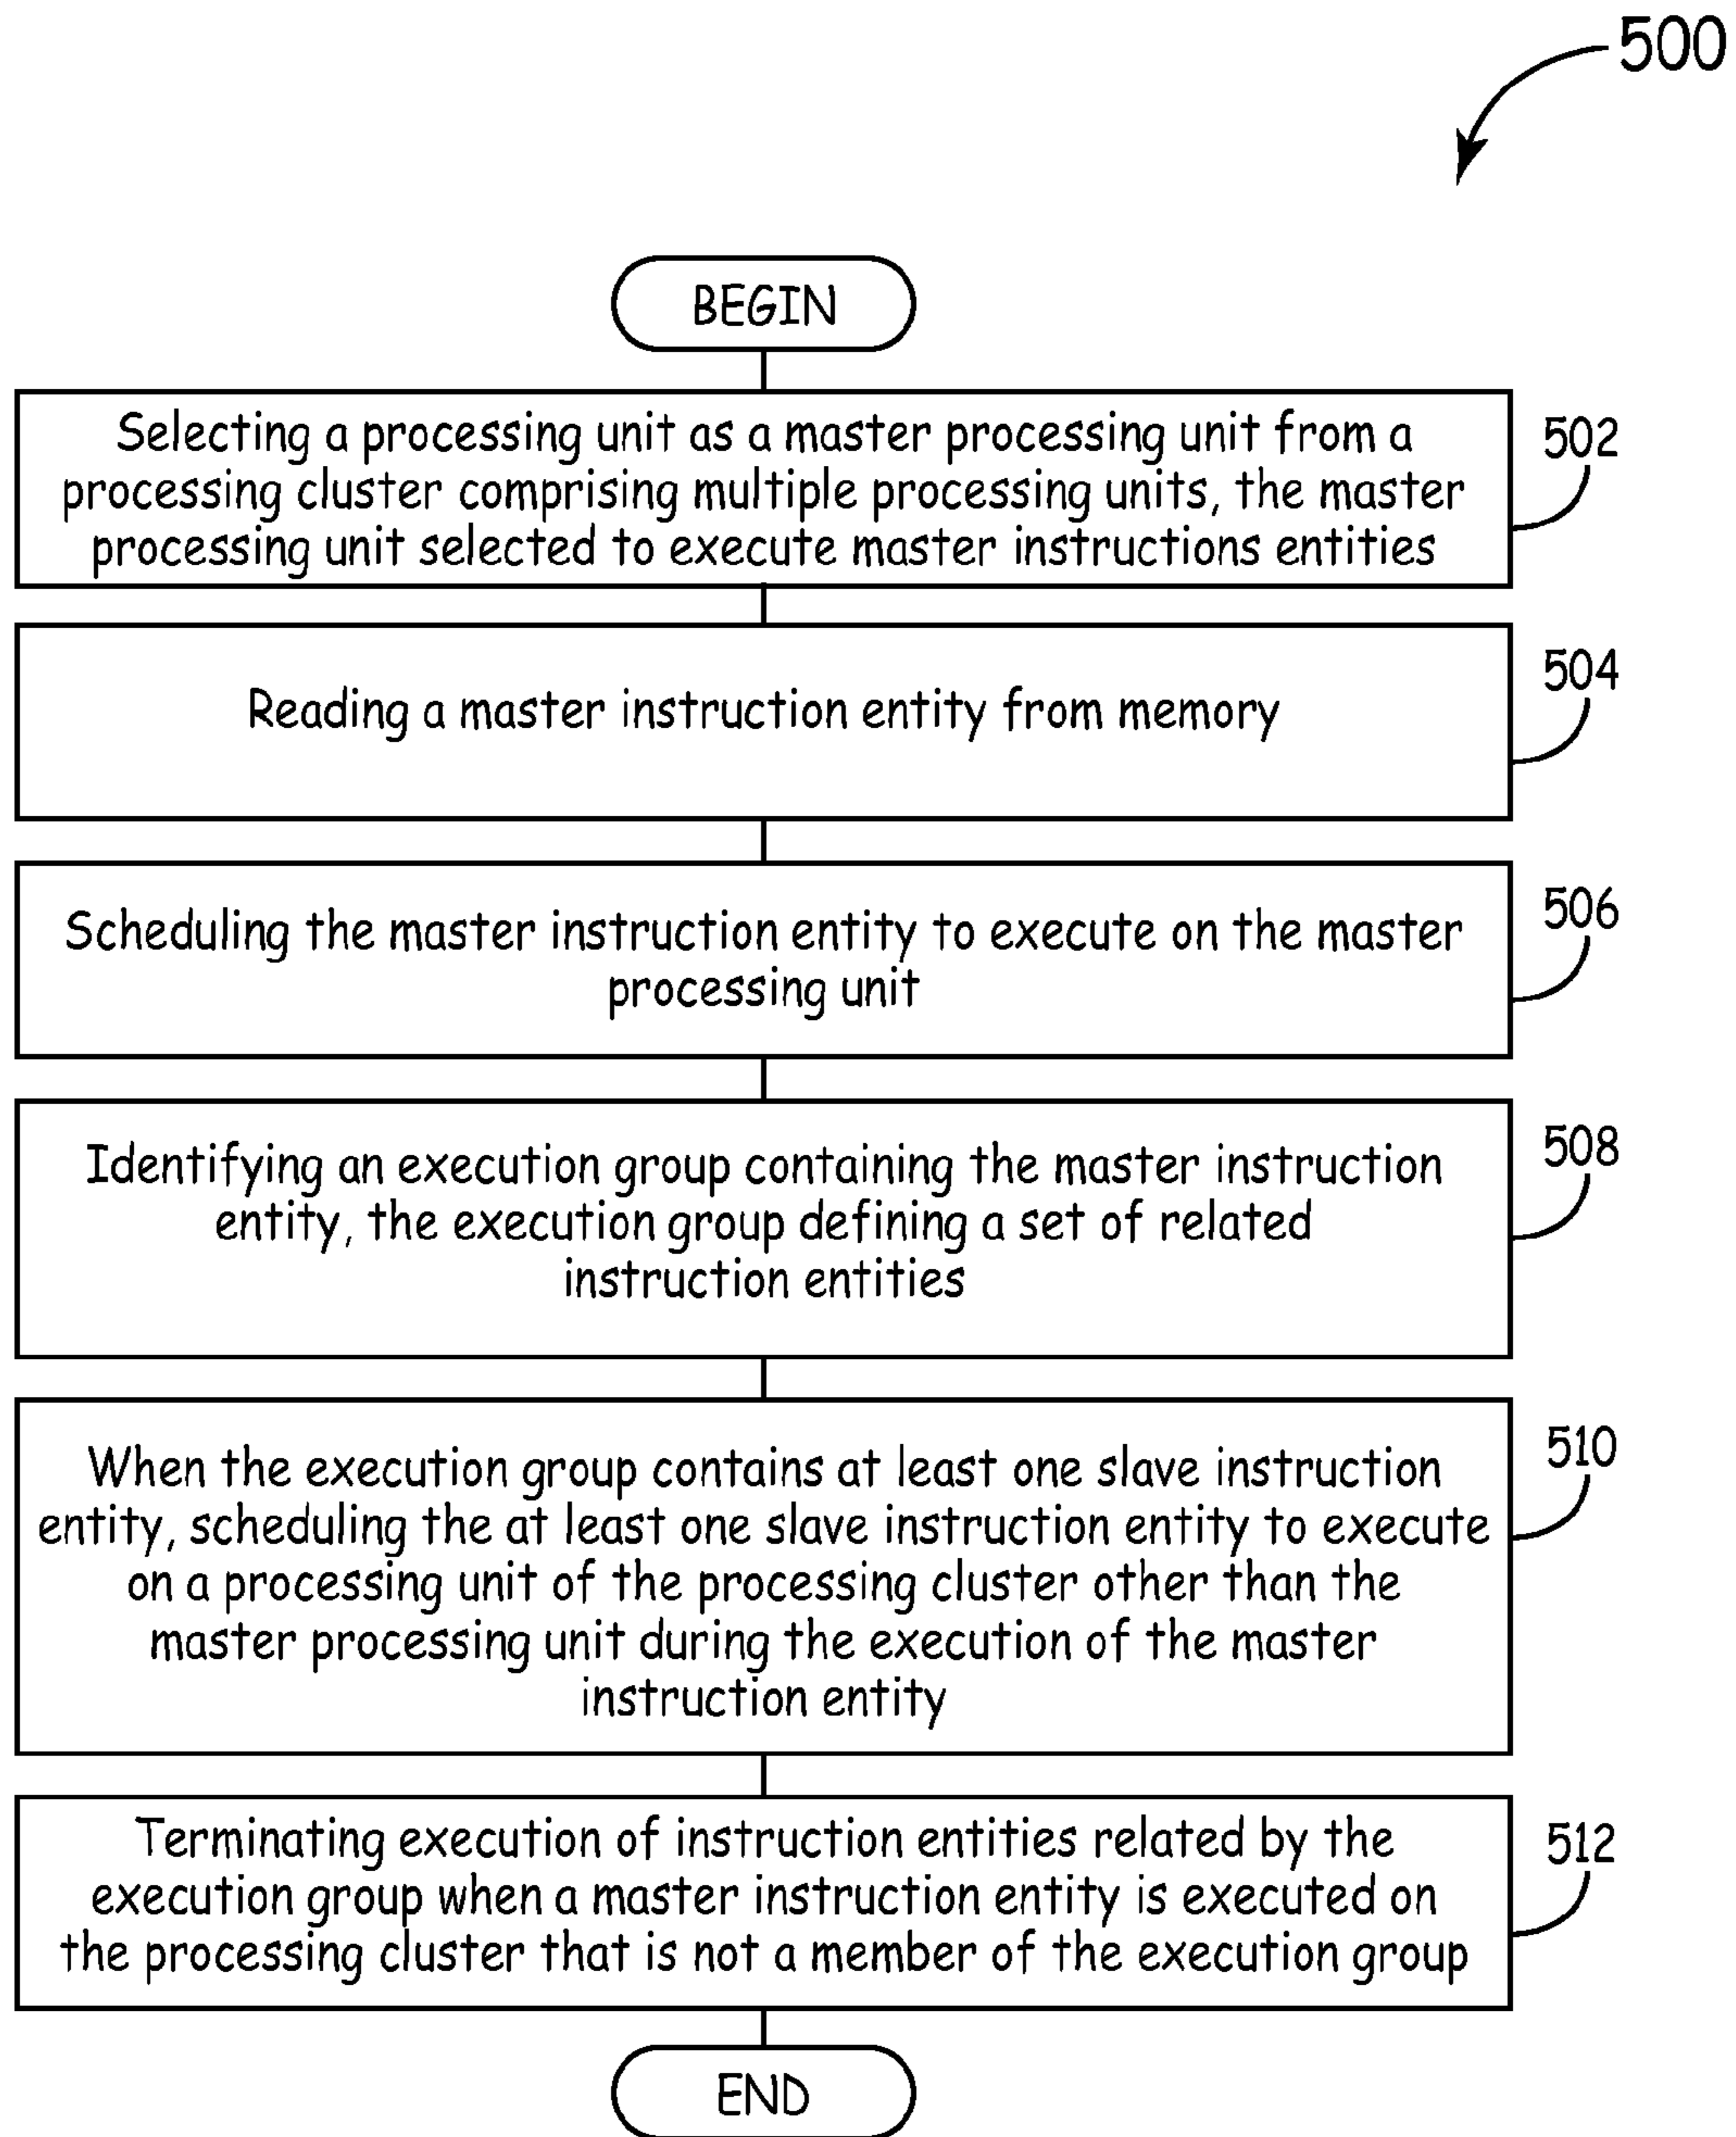 500
BEGIN
Selecting a processing unit as a master processing unit from a
processing cluster comprising multiple processing units, the master
processing unit selected to execute master instructions entities
502
Reading a master instruction entity from memory
504
Scheduling the master instruction entity to execute on the master
processing unit
506
Identifying an execution group containing the master instruction
entity, the execution group defining a set of related
instruction entities
508
When the execution group contains at least one slave instruction
entity, scheduling the at least one slave instruction entity to execute
on a processing unit of the processing cluster other than the
master processing unit during the execution of the master
instruction entity
510
Terminating execution of instruction entities related by the
execution group when a master instruction entity is executed on
the processing cluster that is not a member of the execution group
512
END